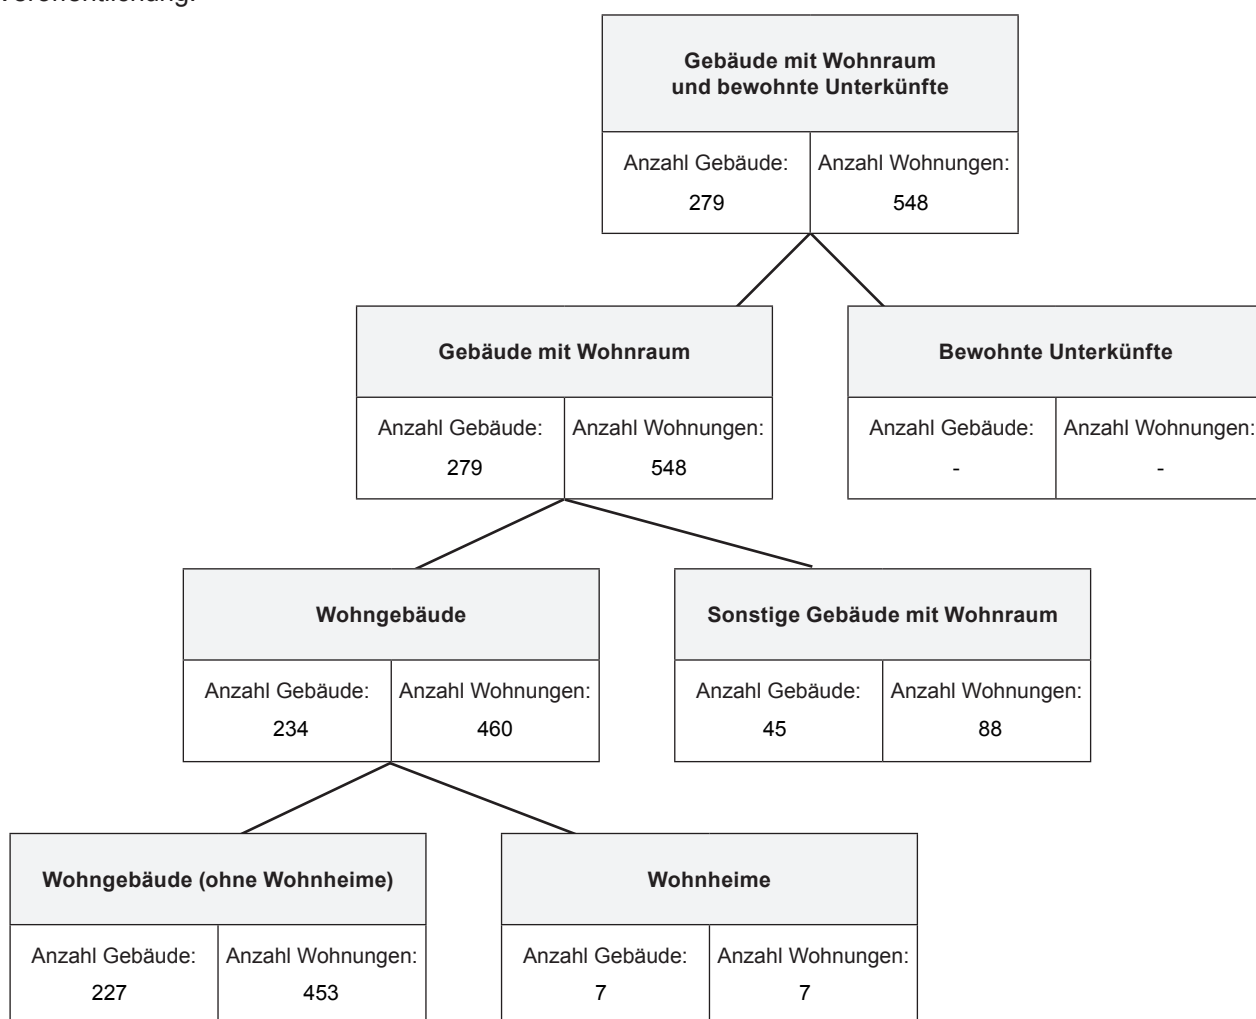 Veröffentlichung.
Gebäude mit Wohnraum
und bewohnte Unterkünfte
Anzahl Gebäude: Anzahl Wohnungen:
279 548
Gebäude mit Wohnraum
Anzahl Gebäude: Anzahl Wohnungen:
279 548
Bewohnte Unterkünfte
Anzahl Gebäude: Anzahl Wohnungen:
- -
Wohngebäude
Anzahl Gebäude: Anzahl Wohnungen:
234 460
Sonstige Gebäude mit Wohnraum
Anzahl Gebäude: Anzahl Wohnungen:
45 88
Wohngebäude (ohne Wohnheime)
Anzahl Gebäude: Anzahl Wohnungen:
227 453
Wohnheime
Anzahl Gebäude: Anzahl Wohnungen:
7 7